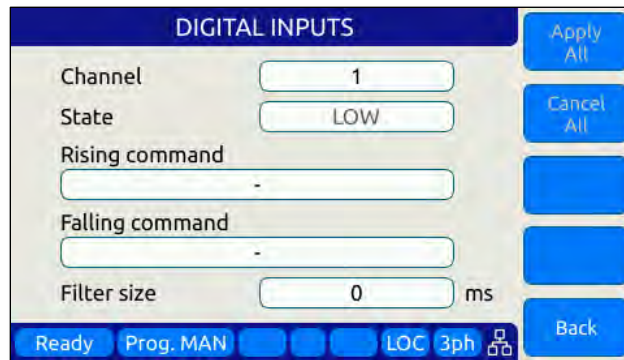 DIGITAL INPUTS
Apply All
Channel 1
State LOW
Cancel All
Rising command
-
Falling command
-
Filter size 0 ms
Back
Ready Prog. MAN LOC 3ph